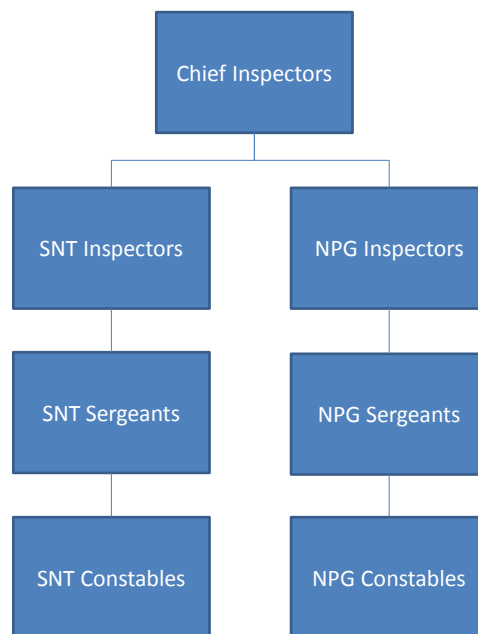 Chief Inspectors
SNT Inspectors
NPG Inspectors
SNT Sergeants
NPG Sergeants
SNT Constables
NPG Constables